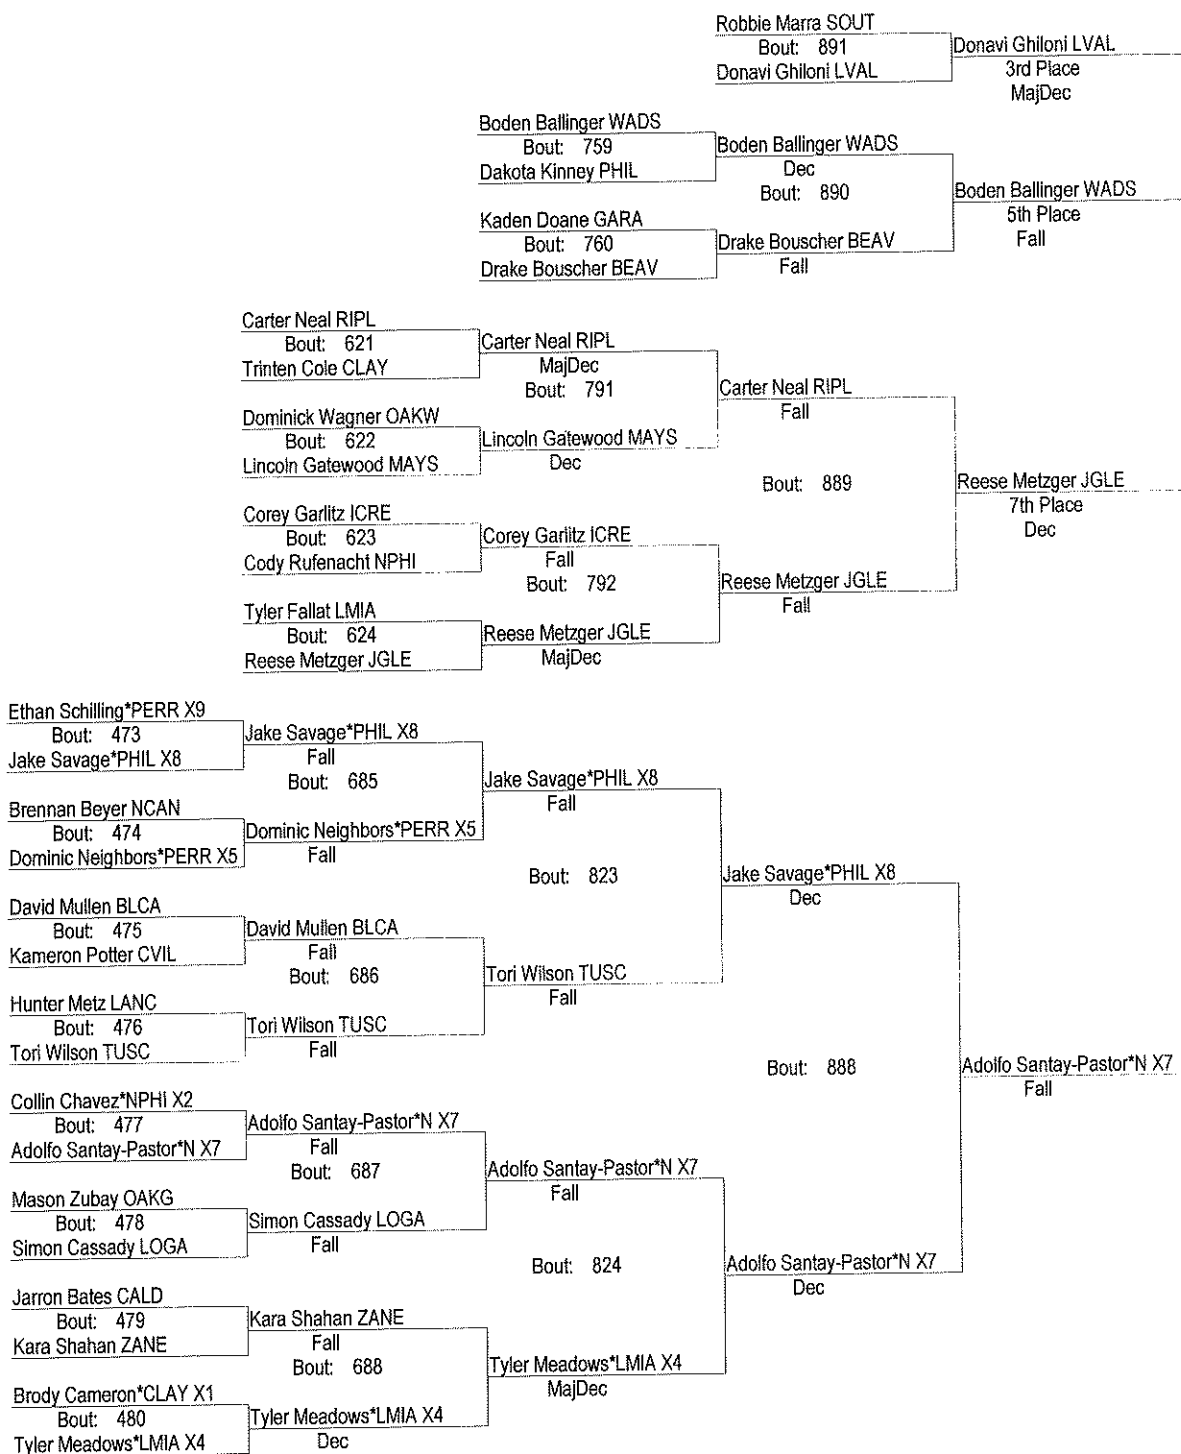 Robbie Marra SOUT
Bout: 891
Donavi Ghiloni LVAL
Donavi Ghiloni LVAL
3rd Place
MajDec
Boden Ballinger WADS
Bout: 759
Dakota Kinney PHIL
Boden Ballinger WADS
Dec
Bout: 890
Kaden Doane GARA
Bout: 760
Drake Bouscher BEAV
Drake Bouscher BEAV
Fall
Boden Ballinger WADS
5th Place
Fall
Carter Neal RIPL
Bout: 621
Trinten Cole CLAY
Carter Neal RIPL
MajDec
Bout: 791
Dominick Wagner OAKW
Bout: 622
Lincoln Gatewood MAYS
Lincoln Gatewood MAYS
Dec
Carter Neal RIPL
Fall
Bout: 889
Corey Garlitz ICRE
Bout: 623
Cody Rufenacht NPHI
Corey Garlitz ICRE
Fall
Bout: 792
Tyler Fallat LMIA
Bout: 624
Reese Metzger JGLE
Reese Metzger JGLE
MajDec
Reese Metzger JGLE
Fall
Reese Metzger JGLE
7th Place
Dec
Ethan Schilling*PERR X9
Bout: 473
Jake Savage*PHIL X8
Jake Savage*PHIL X8
Fall
Bout: 685
Brennan Beyer NCAN
Bout: 474
Dominic Neighbors*PERR X5
Dominic Neighbors*PERR X5
Fall
Jake Savage*PHIL X8
Fall
Bout: 823
David Mullen BLCA
Bout: 475
Kameron Potter CVIL
David Mullen BLCA
Fall
Bout: 686
Hunter Metz LANC
Bout: 476
Tori Wilson TUSC
Tori Wilson TUSC
Fall
Tori Wilson TUSC
Fall
Jake Savage*PHIL X8
Dec
Bout: 888
Collin Chavez*NPHI X2
Bout: 477
Adolfo Santay-Pastor*N X7
Adolfo Santay-Pastor*N X7
Fall
Bout: 687
Mason Zubay OAKG
Bout: 478
Simon Cassady LOGA
Simon Cassady LOGA
Fall
Adolfo Santay-Pastor*N X7
Fall
Bout: 824
Jarron Bates CALD
Bout: 479
Kara Shahan ZANE
Kara Shahan ZANE
Fall
Bout: 688
Brody Cameron*CLAY X1
Bout: 480
Tyler Meadows*LMIA X4
Tyler Meadows*LMIA X4
Dec
Tyler Meadows*LMIA X4
MajDec
Adolfo Santay-Pastor*N X7
Dec
Adolfo Santay-Pastor*N X7
Fall